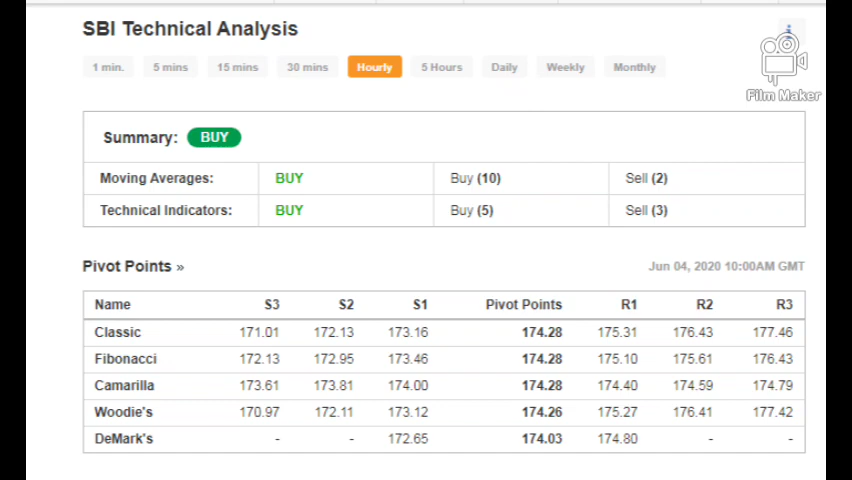 SBI Technical Analysis
1 min. 5 mins 15 mins 30 mins Hourly 5 Hours Daily Weekly Monthly
Film Maker
Summary: BUY
Moving Averages: BUY Buy (10) Sell (2)
Technical Indicators: BUY Buy (5) Sell (3)
Pivot Points » Jun 04, 2020 10:00AM GMT
Name S3 S2 S1 Pivot Points R1 R2 R3
Classic 171.01 172.13 173.16 174.28 175.31 176.43 177.46
Fibonacci 172.13 172.95 173.46 174.28 175.10 175.61 176.43
Camarilla 173.61 173.81 174.00 174.28 174.40 174.59 174.79
Woodie's 170.97 172.11 173.12 174.26 175.27 176.41 177.42
DeMark's - - 172.65 174.03 174.80 - -